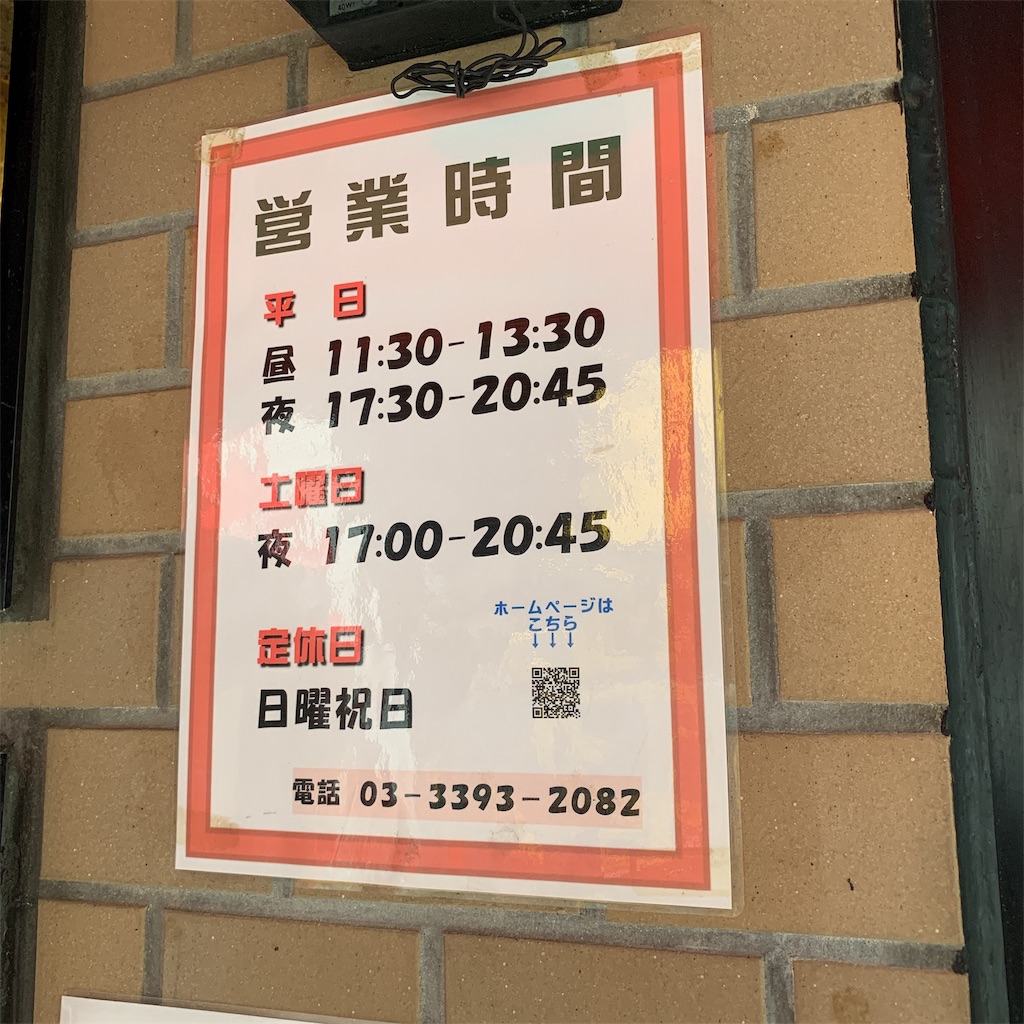 40W
営業時間
平日
昼 11:30-13:30
夜 17:30-20:45
土曜日
夜 17:00-20:45
定休日
日曜祝日
ホームページは
こちら
↓↓↓
電話 03-3393-2082